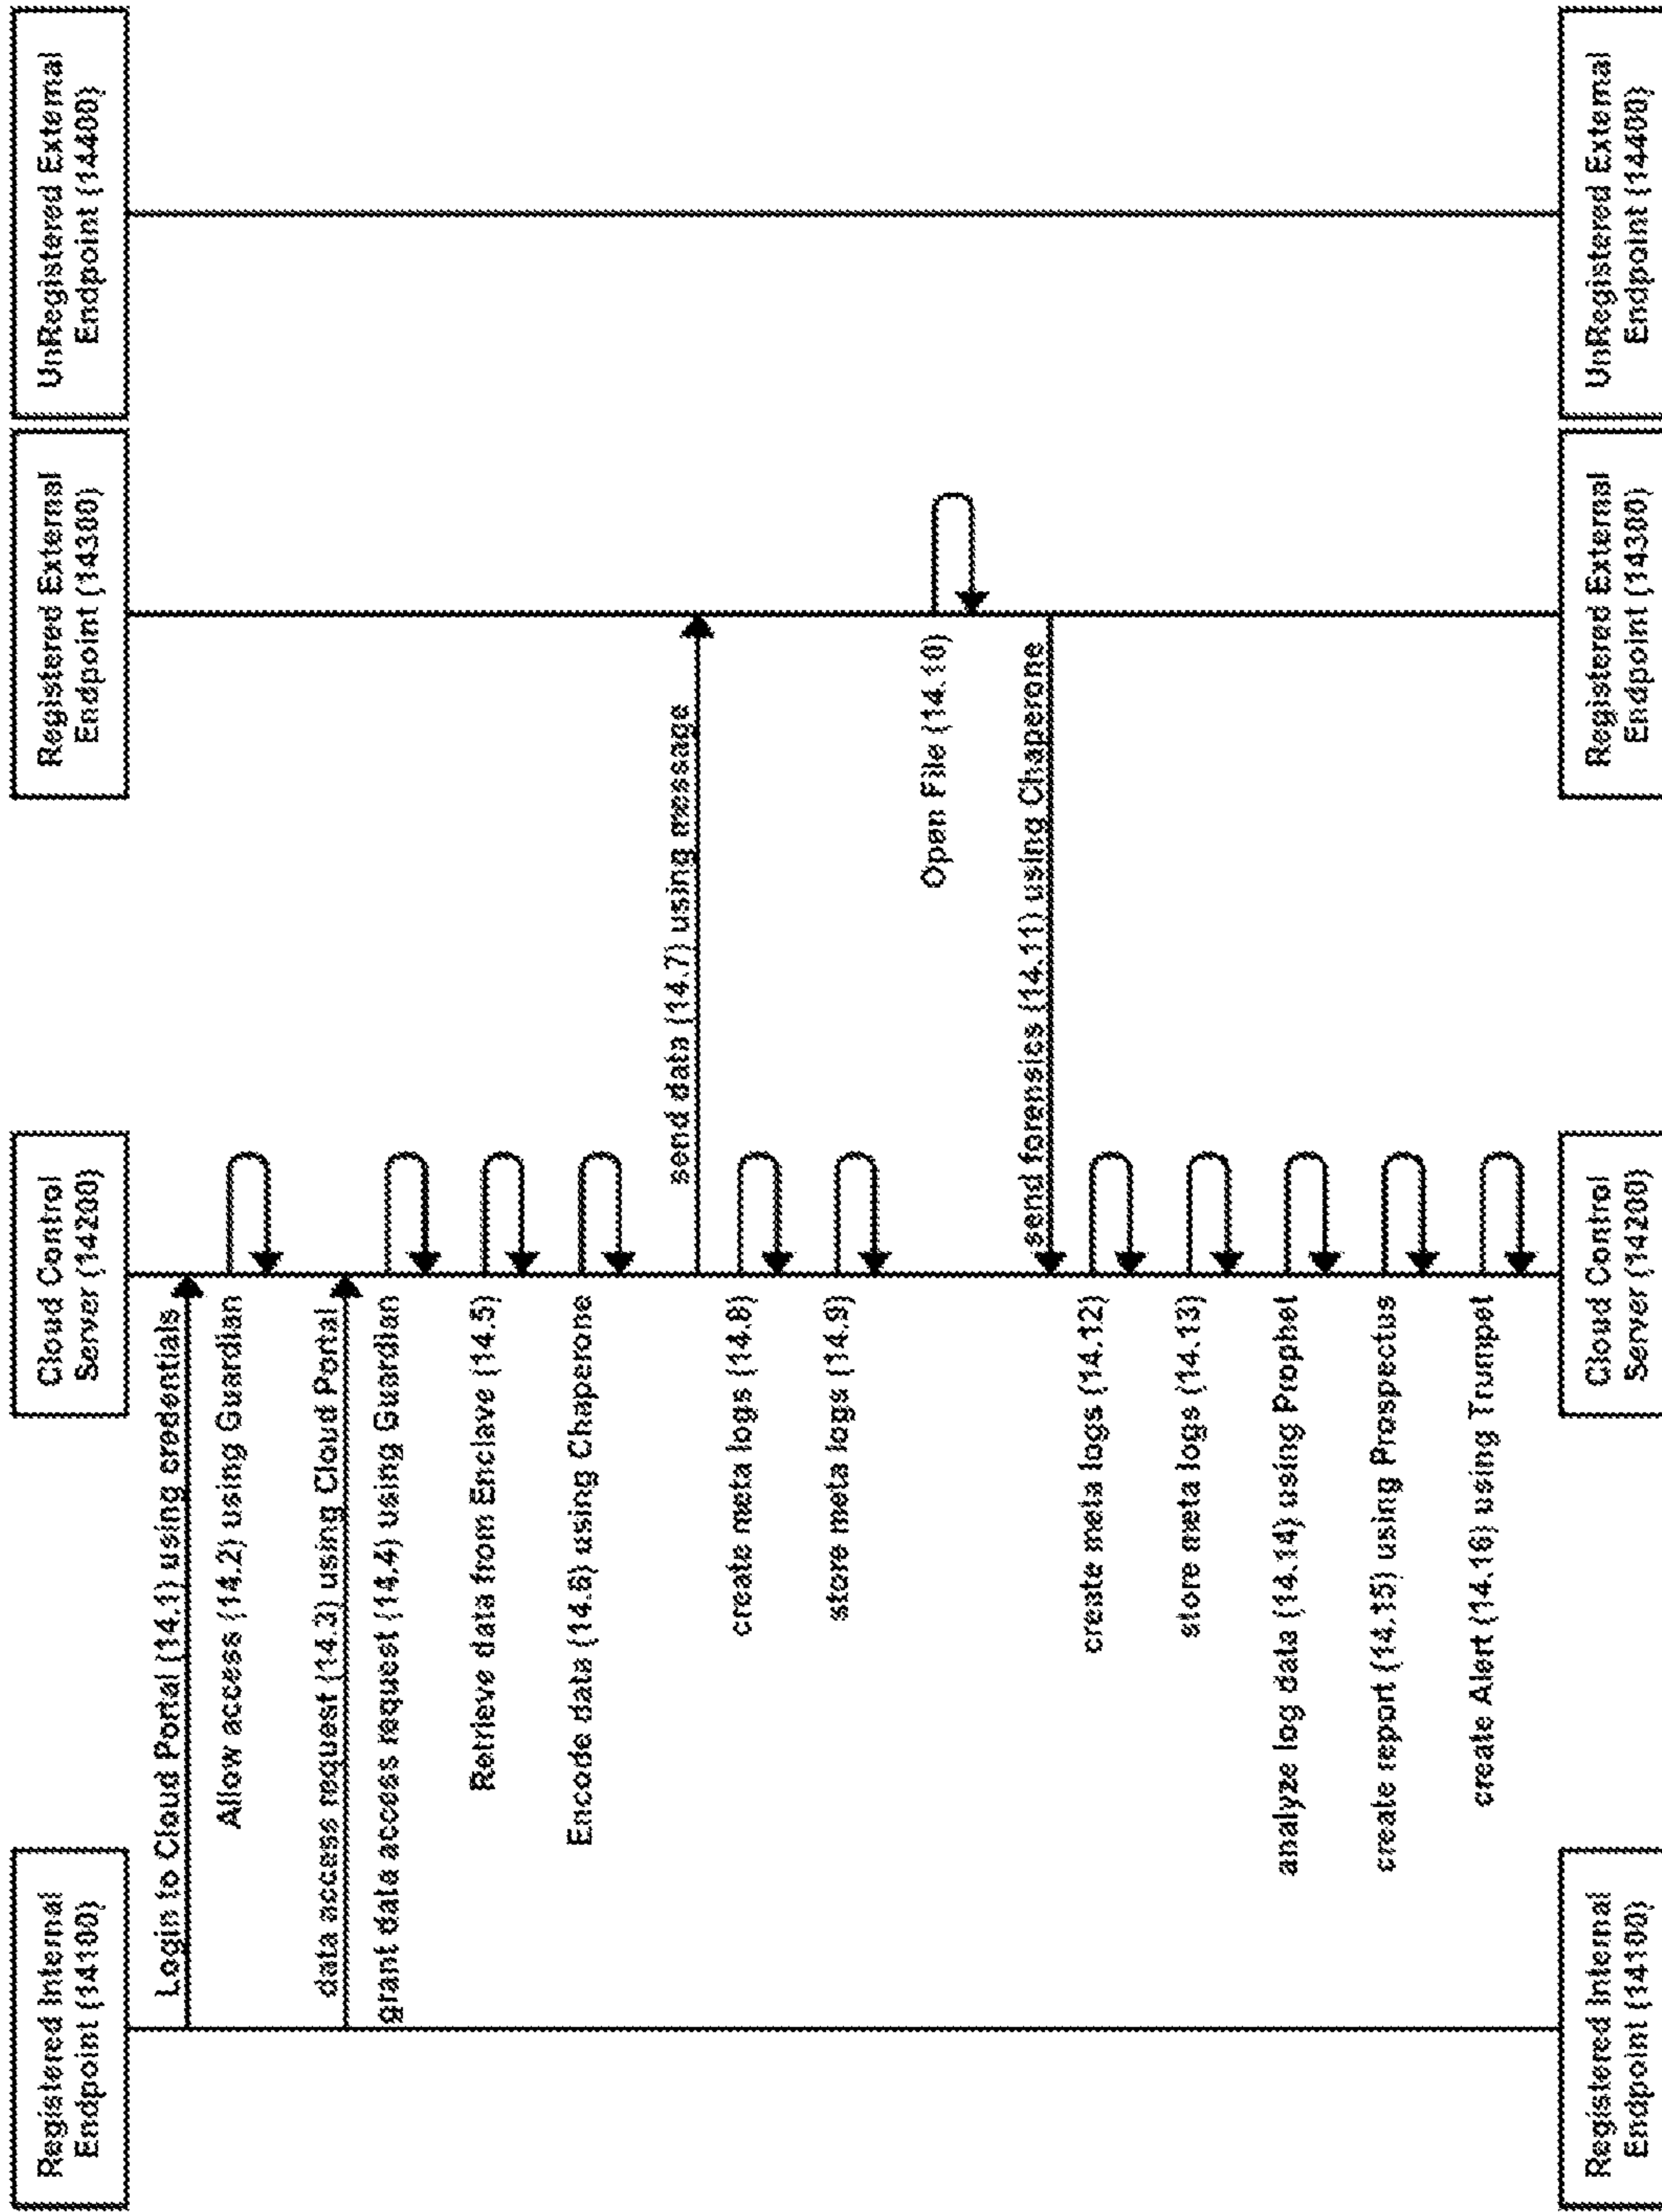 Registered Internal
Endpoint (14100)
Cloud Control
Server (14200)
Registered External
Endpoint (14300)
UnRegistered External
Endpoint (14400)
Login to Cloud Portal (14.1) using credentials
Allow access (14.2) using Guardian
data access request (14.3) using Cloud Portal
grant data access request (14.4) using Guardian
Retrieve data from Enclave (14.5)
Encode data (14.6) using Chaperone
send data (14.7) using message
create meta logs (14.8)
store meta logs (14.9)
Open File (14.10)
send forensics (14.11) using Chaperone
create meta logs (14.12)
store meta logs (14.13)
analyze log data (14.14) using Prophet
create report (14.15) using Prospectus
create Alert (14.16) using Trumpet
Registered Internal
Endpoint (14100)
Cloud Control
Server (14200)
Registered External
Endpoint (14300)
UnRegistered External
Endpoint (14400)